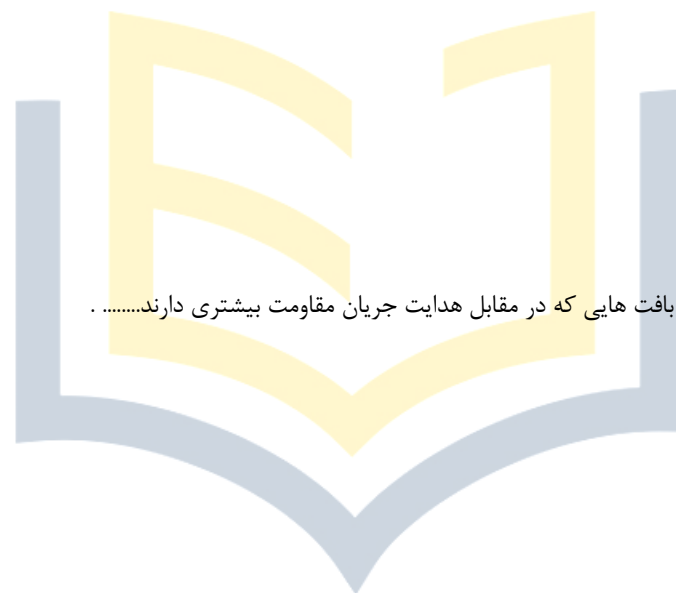 بافت هایی که در مقابل هدایت جریان مقاومت بیشتری دارند........ .